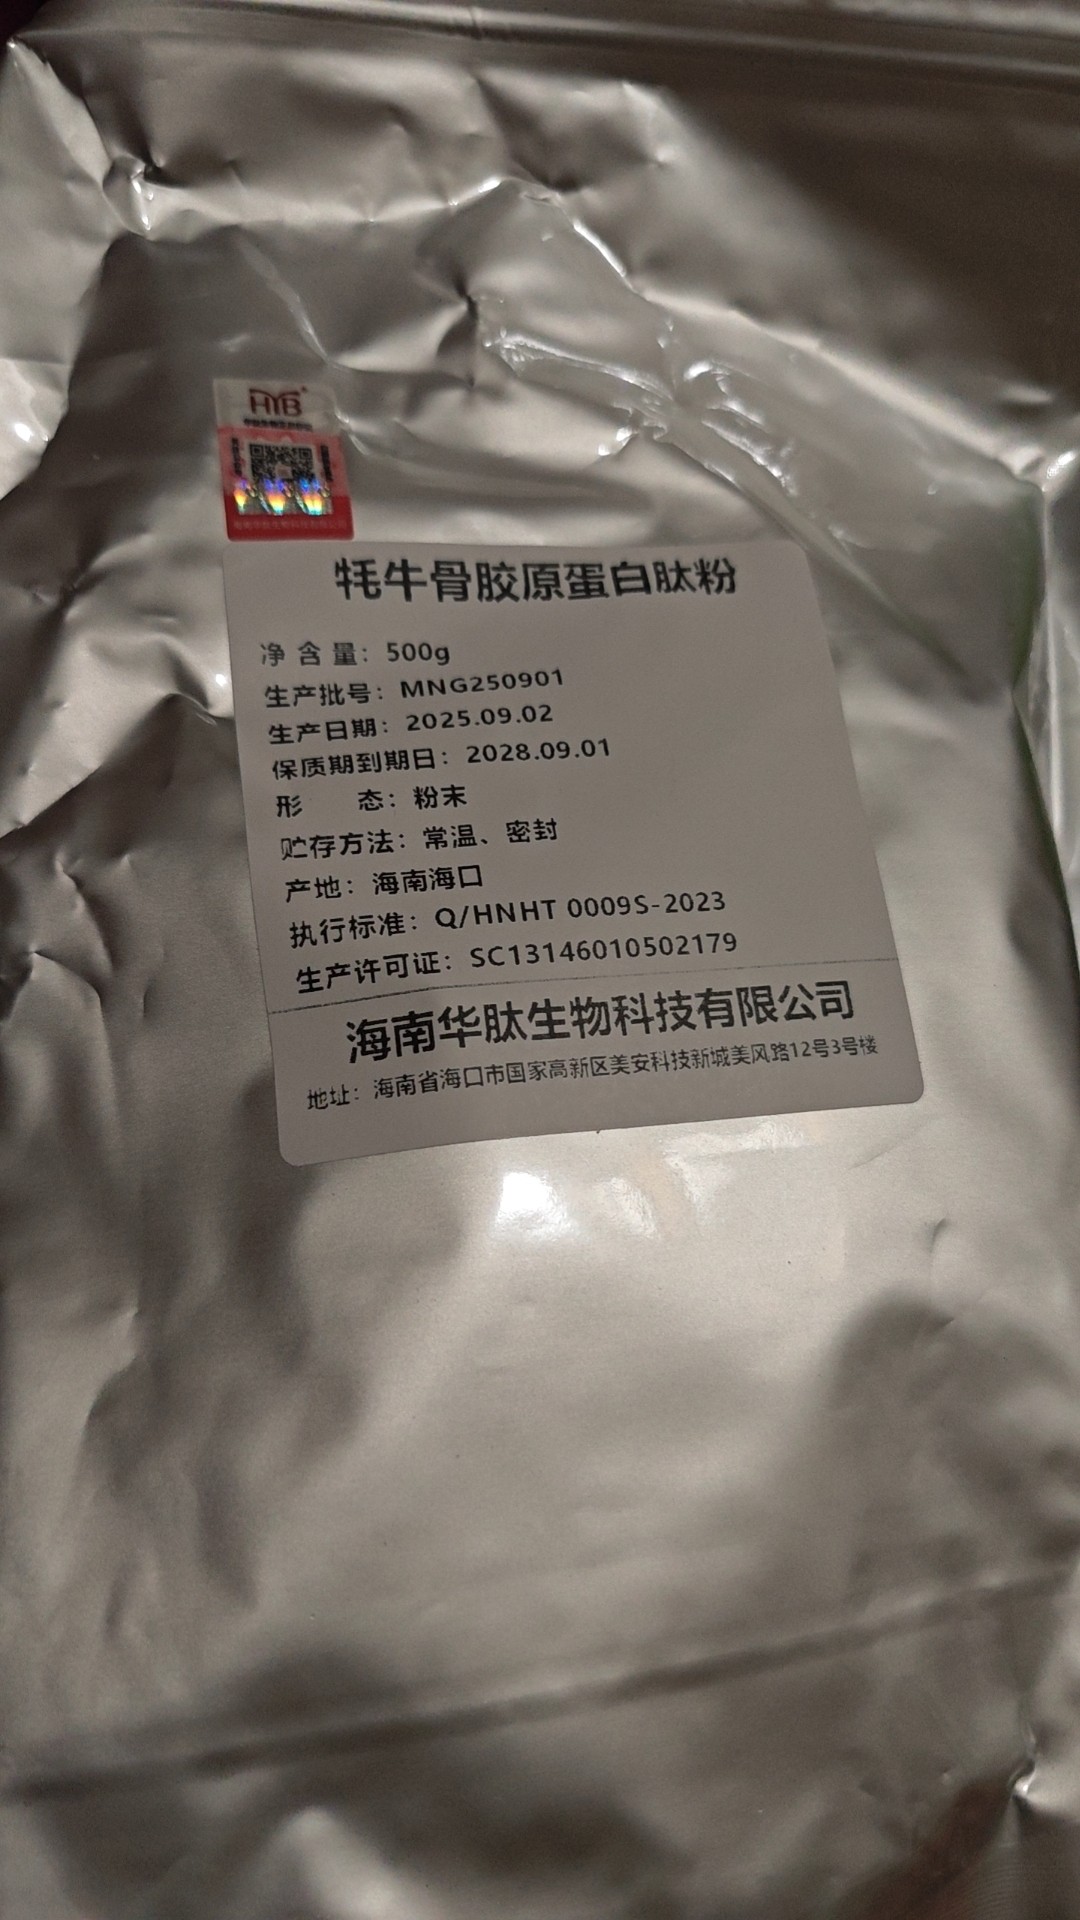 HYB
牦牛骨胶原蛋白肽粉
净含量：500g
生产批号：MNG250901
生产日期：2025.09.02
保质期到期日：2028.09.01
形 态：粉末
贮存方法：常温、密封
产地：海南海口
执行标准：Q/HNHT 0009S-2023
生产许可证：SC13146010502179
海南华肽生物科技有限公司
地址：海南省海口市国家高新区美安科技新城美风路12号3号楼